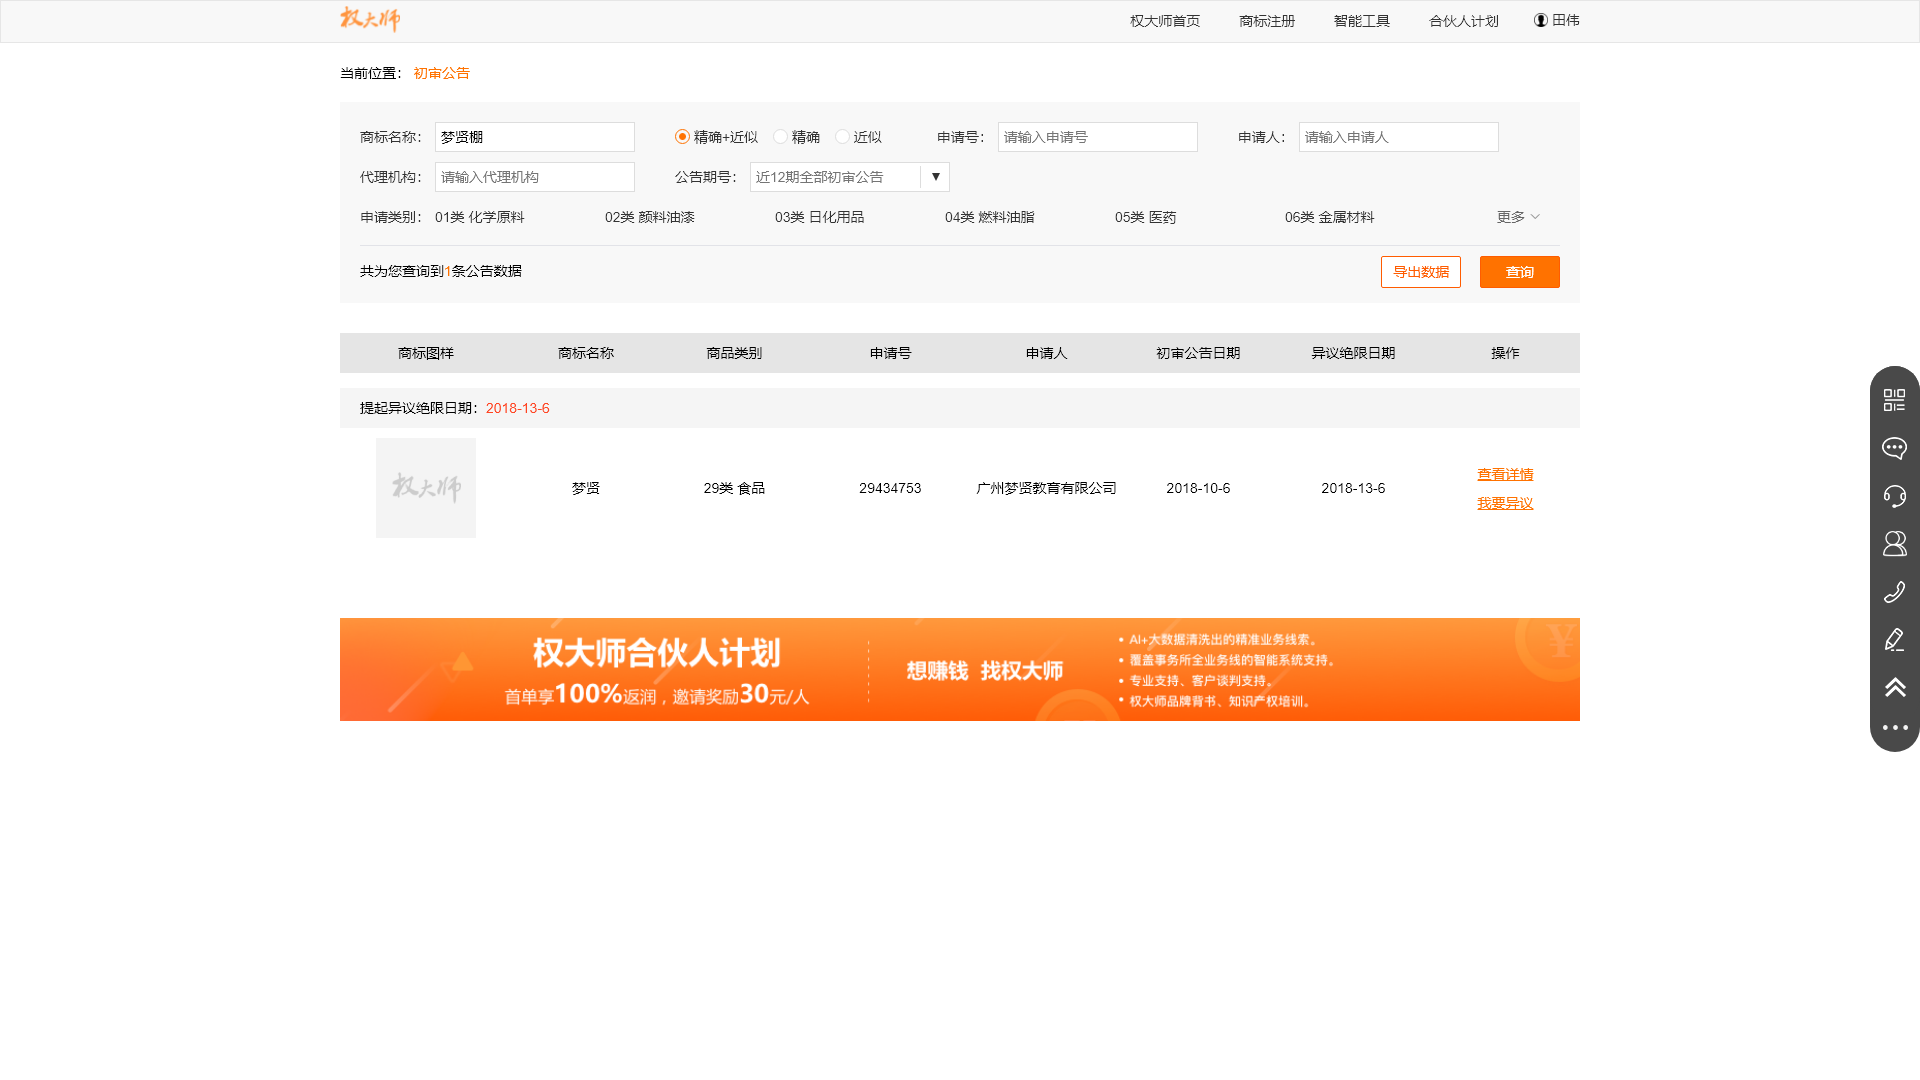 权大师 权大师首页 商标注册 智能工具 合伙人计划 田伟
当前位置： 初审公告
商标名称： 梦贤棚 精确+近似 精确 近似 申请号： 请输入申请号 申请人： 请输入申请人
代理机构： 请输入代理机构 公告期号： 近12期全部初审公告 ▼
申请类别： 01类 化学原料 02类 颜料油漆 03类 日化用品 04类 燃料油脂 05类 医药 06类 金属材料 更多
共为您查询到1条公告数据 导出数据 查询
商标图样 商标名称 商品类别 申请号 申请人 初审公告日期 异议绝限日期 操作
提起异议绝限日期：2018-13-6
查看详情
权大师 梦贤 29类 食品 29434753 广州梦贤教育有限公司 2018-10-6 2018-13-6
我要异议
权大师合伙人计划
首单享100%返润，邀请奖励30元/人
想赚钱 找权大师
• AI+大数据清洗出的精准业务线索。
• 覆盖事务所全业务线的智能系统支持。
• 专业支持、客户谈判支持。
• 权大师品牌背书、知识产权培训。
¥